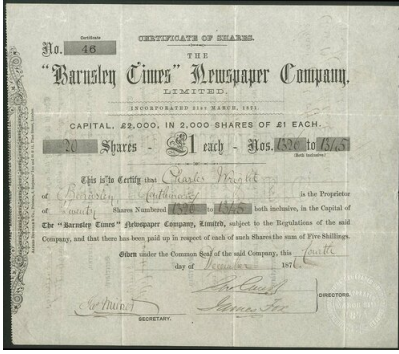 CERTIFICATE OF SHARES.
Certificate
No. 46
THE
"Barnsley Times" Newspaper Company,
LIMITED.
INCORPORATED 21ST MARCH, 1874.
CAPITAL, £2,000, IN 2,000 SHARES OF £1 EACH.
20 Shares - £1 each - Nos. 1326 to 1345
(Both inclusive)
This is to Certify that Charles Wright
of Barnsley is the Proprietor
of Twenty Shares Numbered 1326 to 1345 both inclusive, in the Capital of
The "Barnsley Times" Newspaper Company, Limited, subject to the Regulations of the said
Company, and that there has been paid up in respect of each of such Shares the sum of Five Shillings.
Given under the Common Seal of the said Company, this fourth
day of December 187
DIRECTORS.
James Fox
SECRETARY.